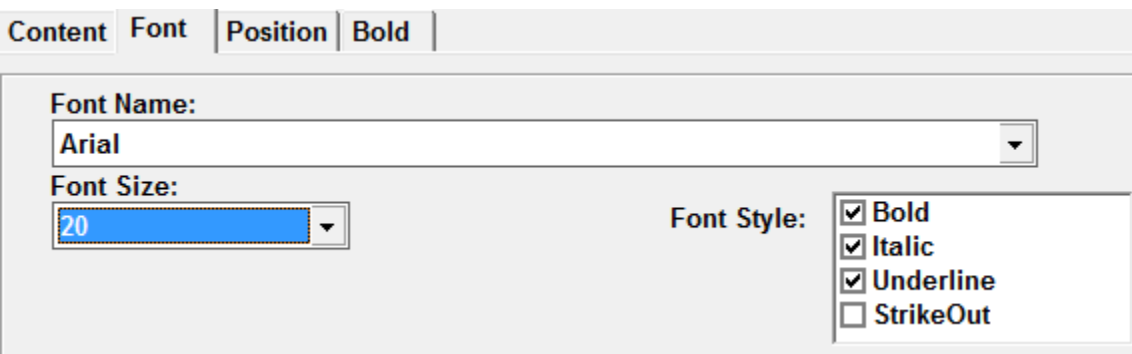 Content Font Position Bold
Font Name:
Arial
Font Size:
20
Font Style:
Bold
Italic
Underline
StrikeOut